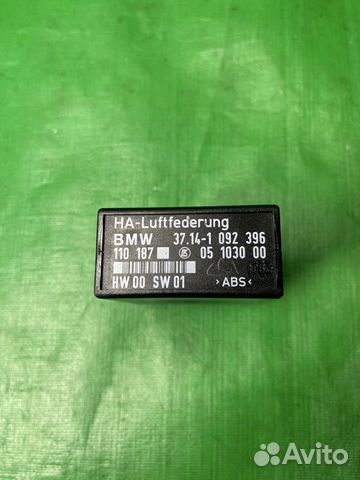 HA-Luftfederung
BMW 37.14-1 092 396
110 187 05 1030 00
HW 00 SW 01 >ABS<
Avito